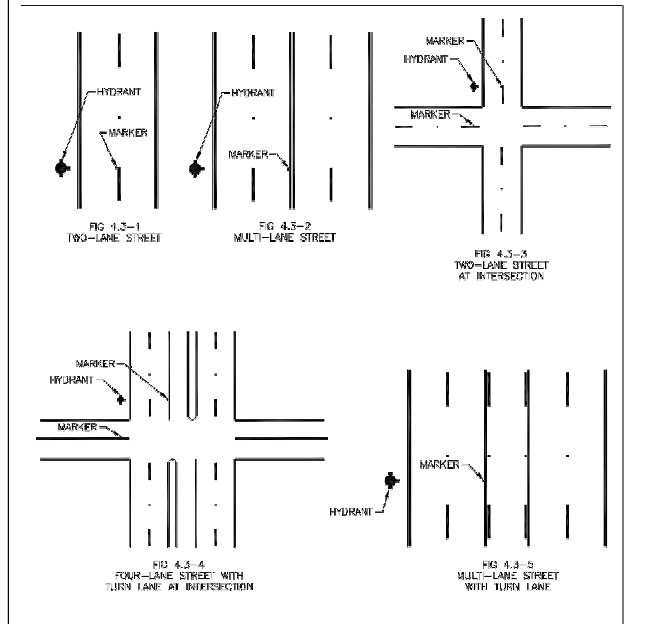 HYDRANT
MARKER
FIG 4.3-1
TWO-LANE STREET
HYDRANT
MARKER
FIG 4.3-2
MULTI-LANE STREET
MARKER
HYDRANT
MARKER
FIG 4.3-3
TWO-LANE STREET
AT INTERSECTION
MARKER
HYDRANT
MARKER
FIG 4.3-4
FOUR-LANE STREET WITH
TURN LANE AT INTERSECTION
MARKER
HYDRANT
FIG 4.3-5
MULTI-LANE STREET
WITH TURN LANE